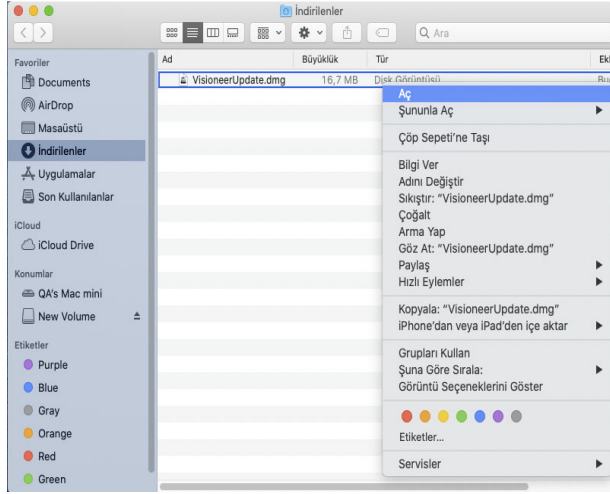 İndirilenler
Ara
Favoriler
Documents
AirDrop
Masaüstü
İndirilenler
Uygulamalar
Son Kullanılanlar
iCloud
iCloud Drive
Konumlar
QA's Mac mini
New Volume
Etiketler
Purple
Blue
Gray
Orange
Red
Green
Ad Büyüklük Tür Ekl
VisioneerUpdate.dmg 16,7 MB Disk Görüntüsü
Aç
Şununla Aç
Çöp Sepeti’ne Taşı
Bilgi Ver
Adını Değiştir
Sıkıştır: “VisioneerUpdate.dmg”
Çoğalt
Arma Yap
Göz At: “VisioneerUpdate.dmg”
Paylaş
Hızlı Eylemler
Kopyala: “VisioneerUpdate.dmg”
iPhone’dan veya iPad’den içe aktar
Grupları Kullan
Şuna Göre Sırala:
Görüntü Seçeneklerini Göster
Etiketler...
Servisler